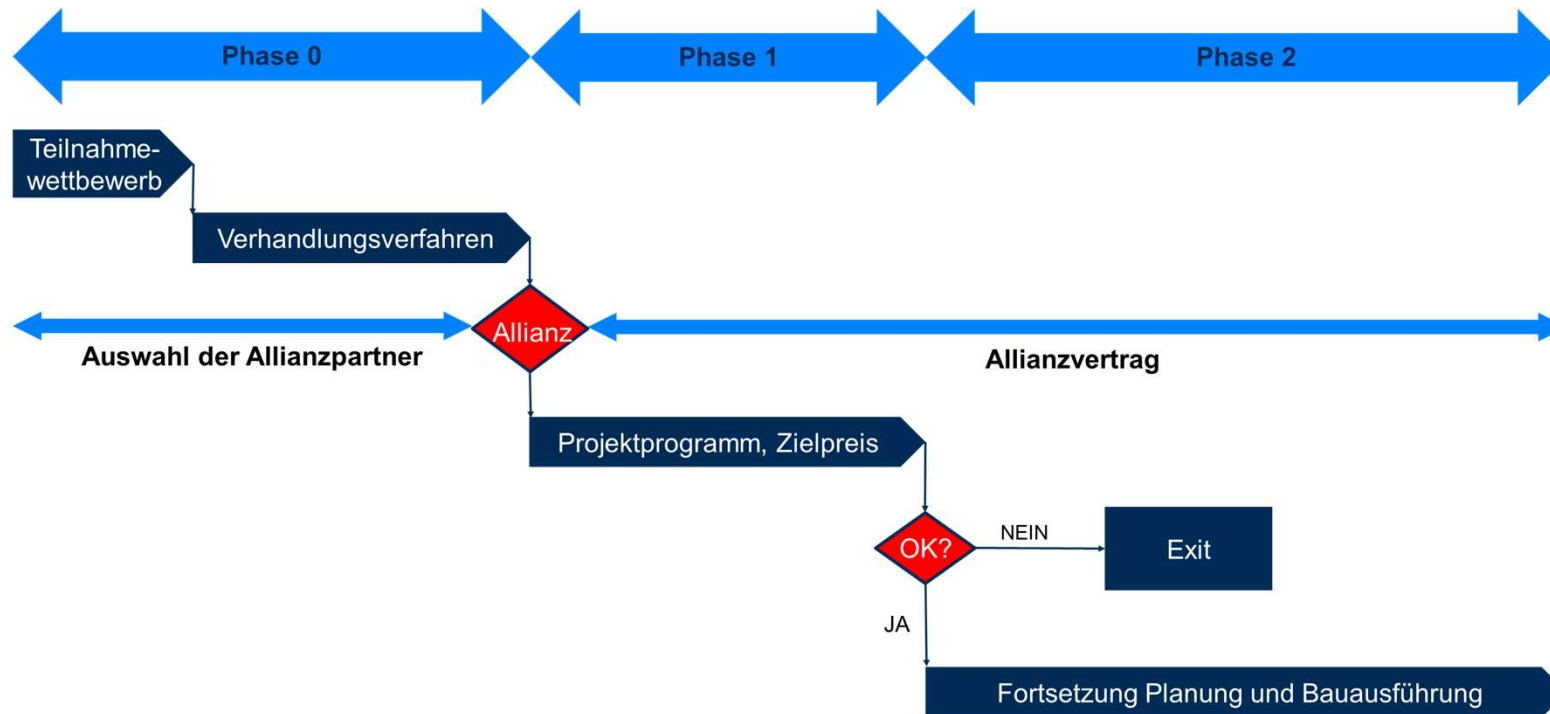 Phase 0
Phase 1
Phase 2
Teilnahme-
wettbewerb
Verhandlungsverfahren
Allianz
Auswahl der Allianzpartner
Allianzvertrag
Projektprogramm, Zielpreis
OK?
NEIN
Exit
JA
Fortsetzung Planung und Bauausführung